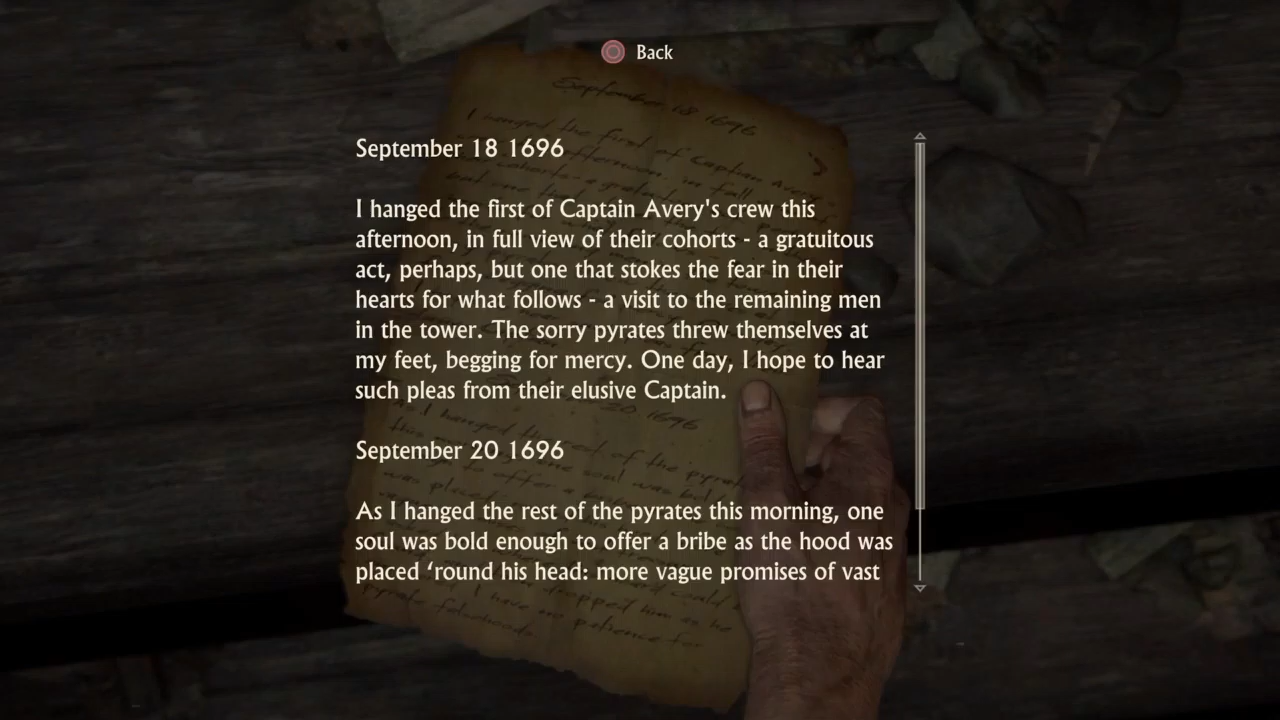 Back
September 18 1696
I hanged the first of Captain Avery's crew this
afternoon, in full view of their cohorts - a gratuitous
act, perhaps, but one that stokes the fear in their
hearts for what follows - a visit to the remaining men
in the tower. The sorry pyrates threw themselves at
my feet, begging for mercy. One day, I hope to hear
such pleas from their elusive Captain.
September 20 1696
As I hanged the rest of the pyrates this morning, one
soul was bold enough to offer a bribe as the hood was
placed ‘round his head: more vague promises of vast